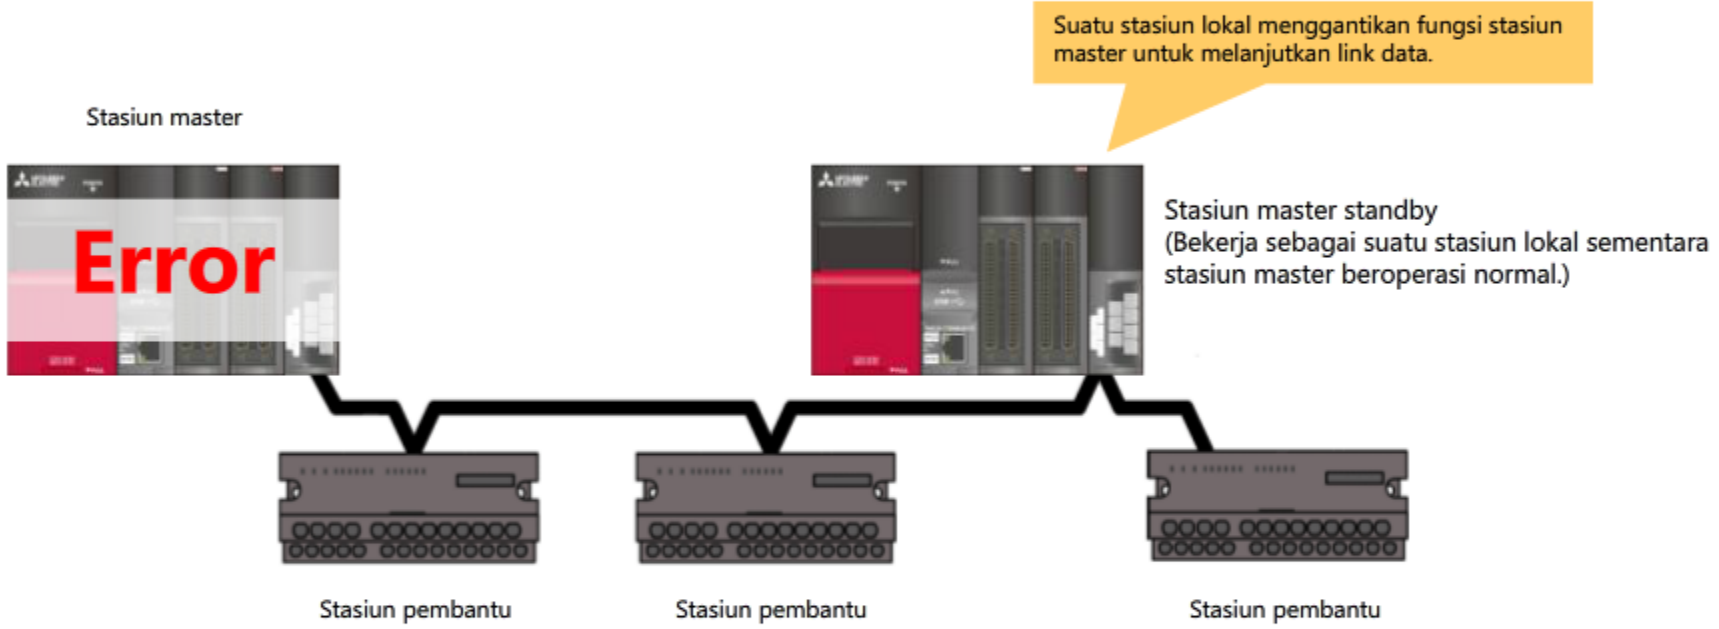 Suatu stasiun lokal menggantikan fungsi stasiun
master untuk melanjutkan link data.
Stasiun master
Error
Stasiun master standby
(Bekerja sebagai suatu stasiun lokal sementara
stasiun master beroperasi normal.)
Stasiun pembantu
Stasiun pembantu
Stasiun pembantu